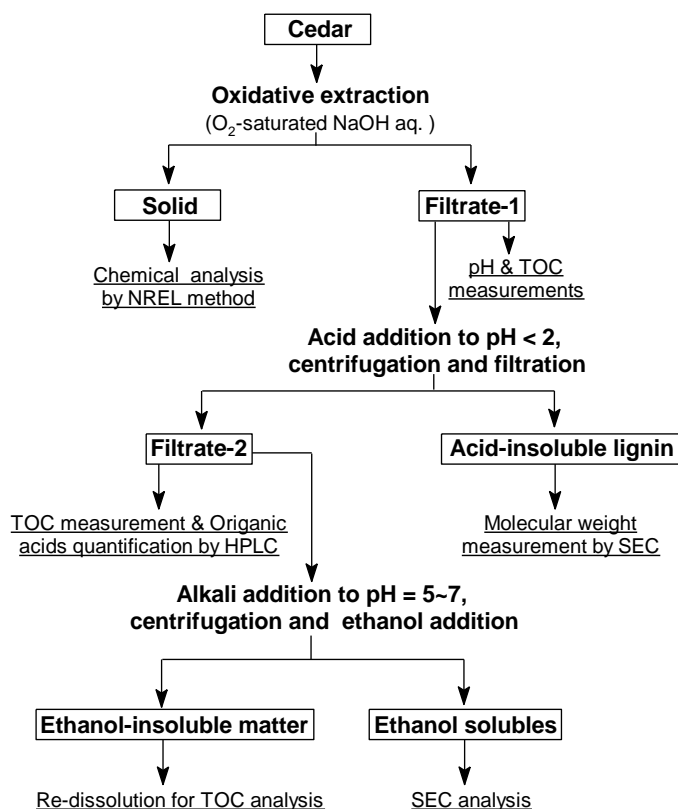 Cedar
Oxidative extraction
(O₂-saturated NaOH aq. )
Solid
Filtrate-1
Chemical analysis
by NREL method
pH & TOC
measurements
Acid addition to pH < 2,
centrifugation and filtration
Filtrate-2
Acid-insoluble lignin
TOC measurement & Origanic
acids quantification by HPLC
Molecular weight
measurement by SEC
Alkali addition to pH = 5~7,
centrifugation and ethanol addition
Ethanol-insoluble matter
Ethanol solubles
Re-dissolution for TOC analysis
SEC analysis